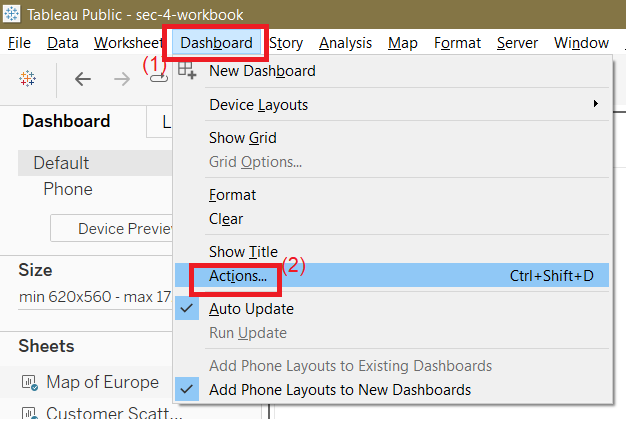 Tableau Public - sec-4-workbook
File Data Worksheet Dashboard Story Analysis Map Format Server Window
(1)
New Dashboard
Device Layouts
Dashboard L
Show Grid
Default
Grid Options...
Phone
Format
Clear
Device Preview
Show Title
(2)
Size
Actions... Ctrl+Shift+D
min 620x560 - max 17
Auto Update
Run Update
Sheets
Add Phone Layouts to Existing Dashboards
Map of Europe
Add Phone Layouts to New Dashboards
Customer Scatt...